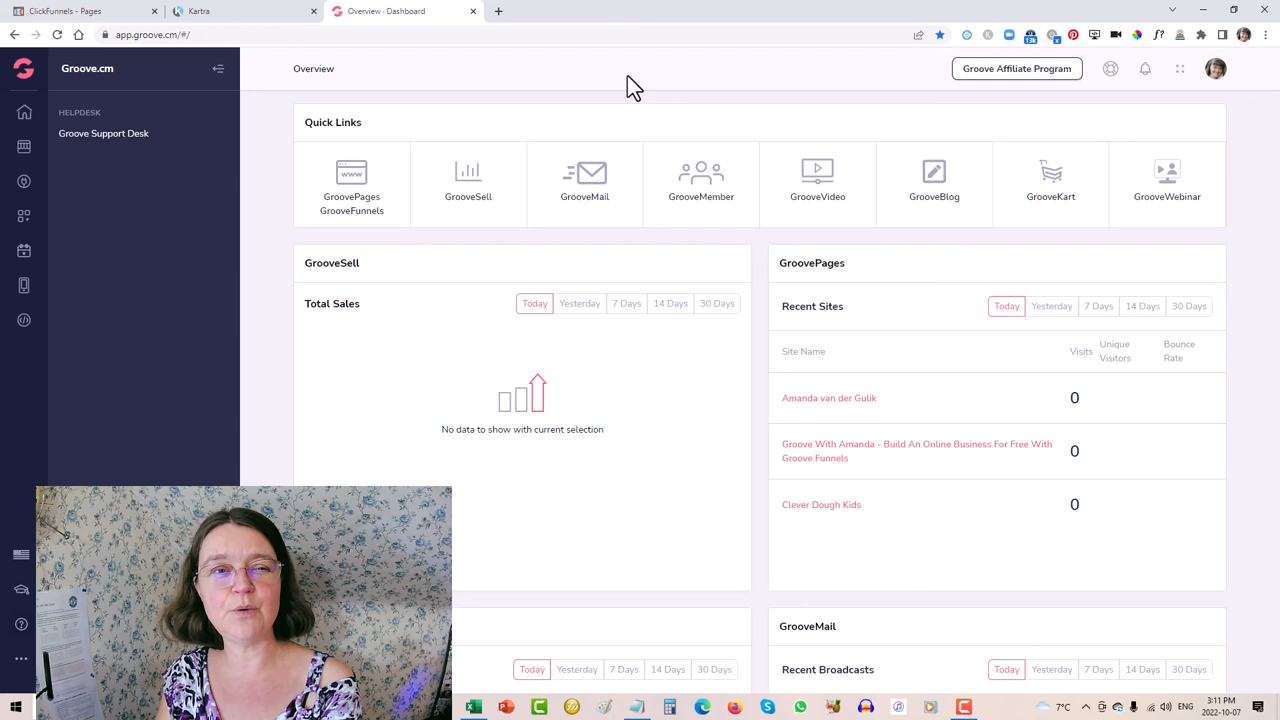 ClickFunnels - Pages
Kartra
Overview • Dashboard
app.groove.cm/#/
13k
f?
Groove.cm
Overview
Groove Affiliate Program
HELPDESK
Groove Support Desk
Quick Links
www
GroovePages
GrooveFunnels
GrooveSell
GrooveMail
GrooveMember
GrooveVideo
GrooveBlog
GrooveKart
GrooveWebinar
GrooveSell
Total Sales
Today Yesterday 7 Days 14 Days 30 Days
No data to show with current selection
GroovePages
Recent Sites
Today Yesterday 7 Days 14 Days 30 Days
Site Name Visits Unique Visitors Bounce Rate
Amanda van der Gulik 0
Groove With Amanda - Build An Online Business For Free With
Groove Funnels 0
Clever Dough Kids 0
Today Yesterday 7 Days 14 Days 30 Days
GrooveMail
Recent Broadcasts
Today Yesterday 7 Days 14 Days 30 Days
7°C
ENG
3:11 PM
2022-10-07